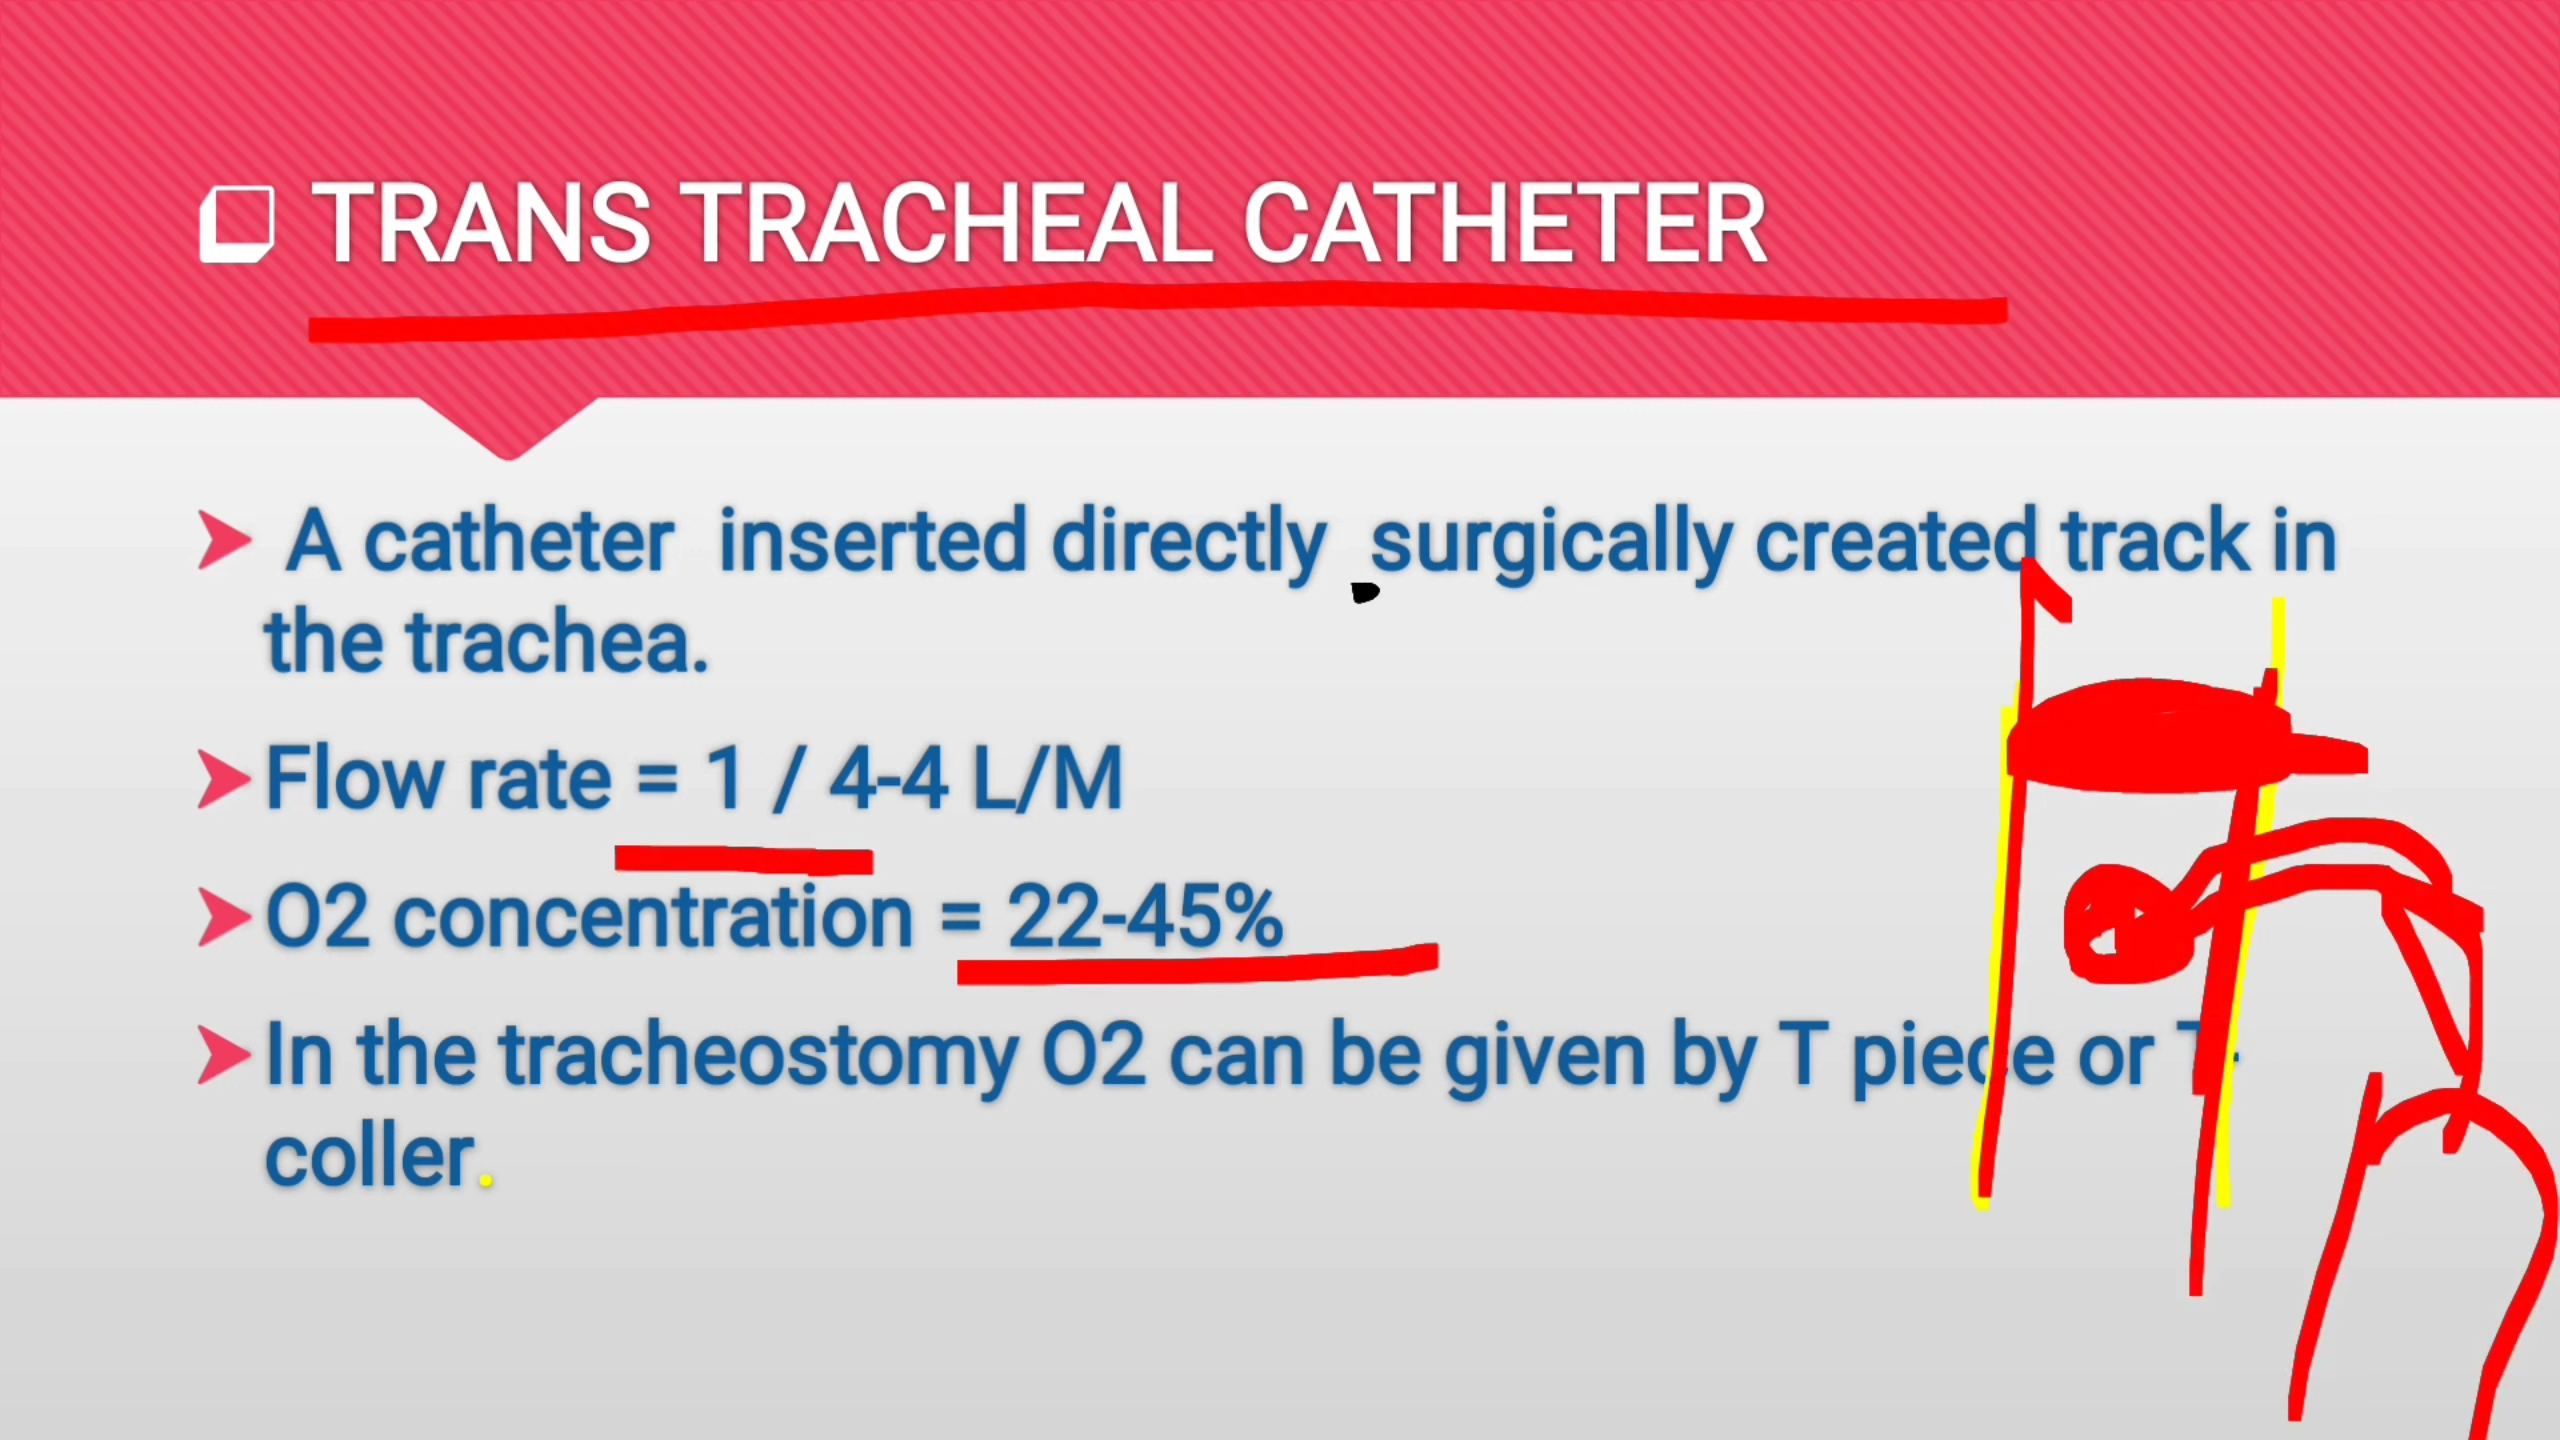 TRANS TRACHEAL CATHETER
A catheter inserted directly surgically created track in
the trachea.
Flow rate = 1 / 4-4 L/M
O2 concentration = 22-45%
In the tracheostomy O2 can be given by T piece or T-
coller.